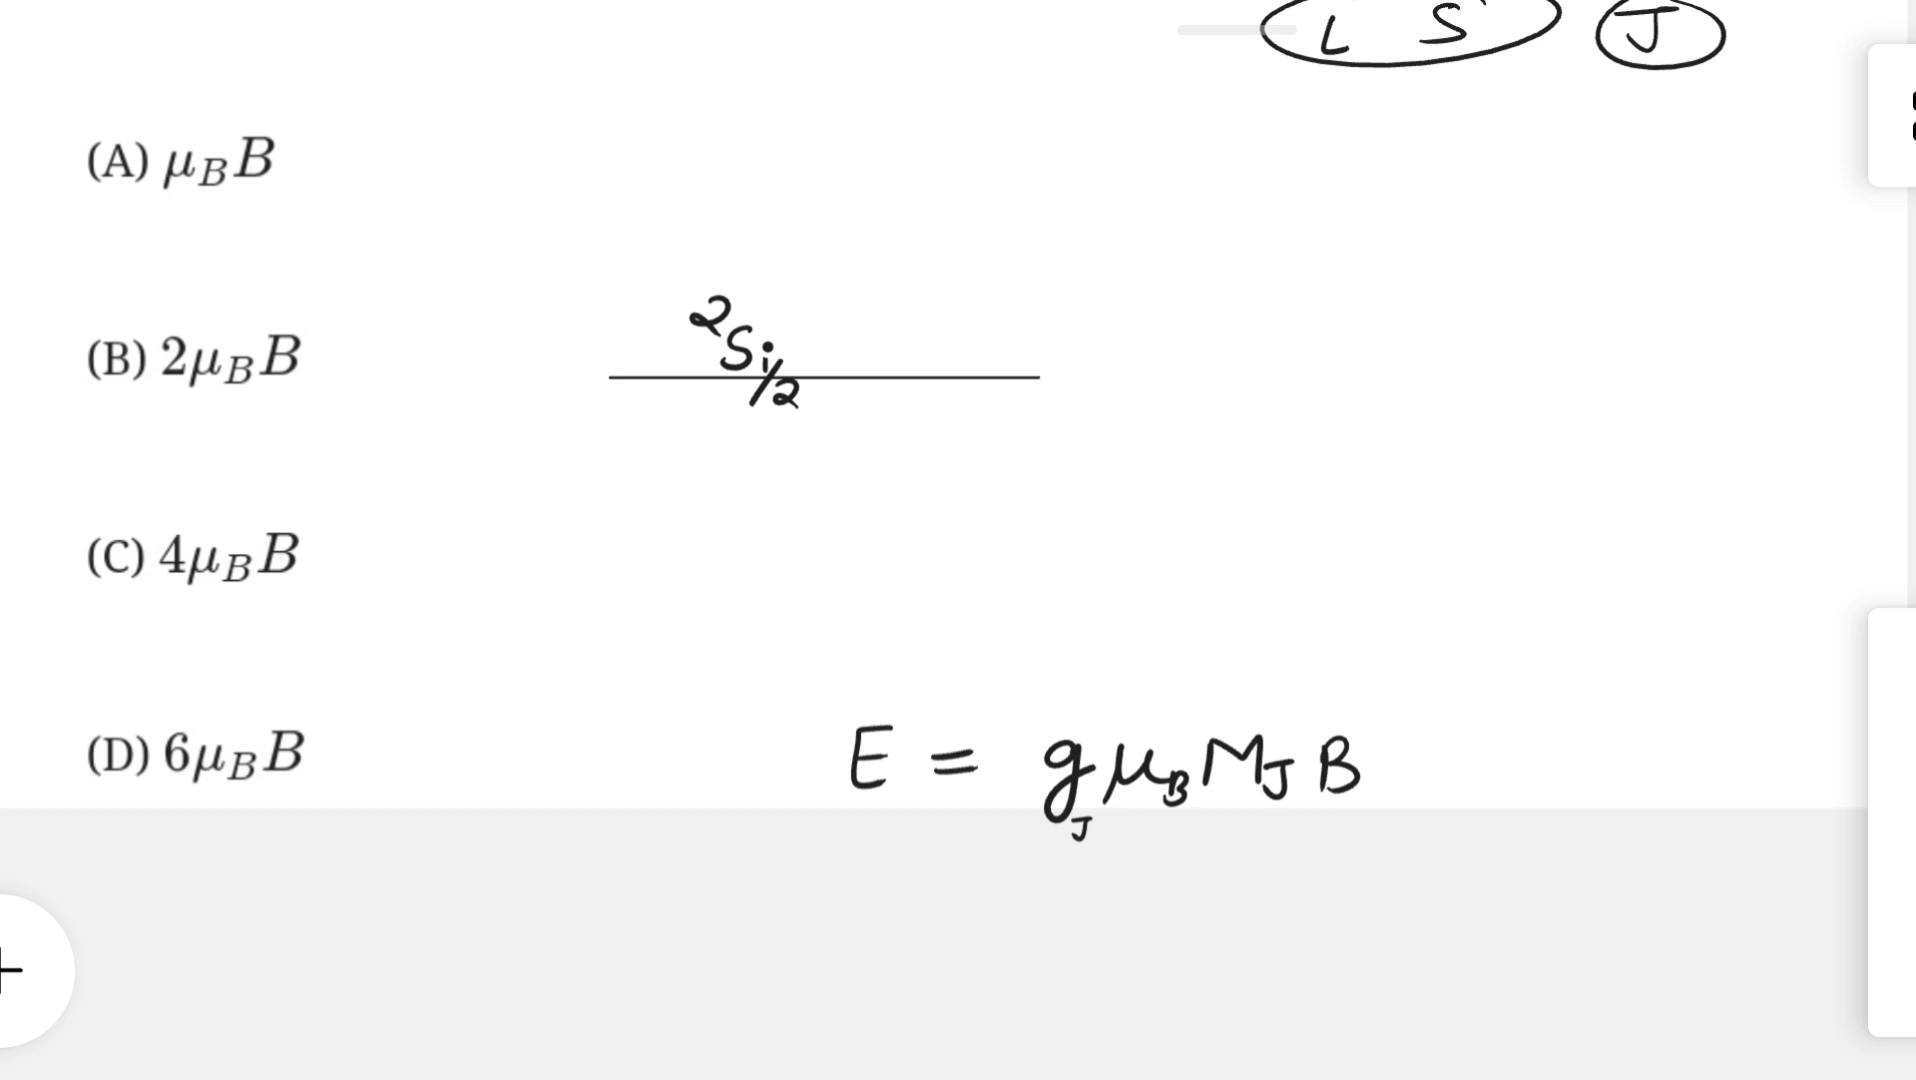 L S J
(A) μ_B B
²S₁/₂
(B) 2μ_B B
(C) 4μ_B B
(D) 6μ_B B
E = g_J μ_B M_J B